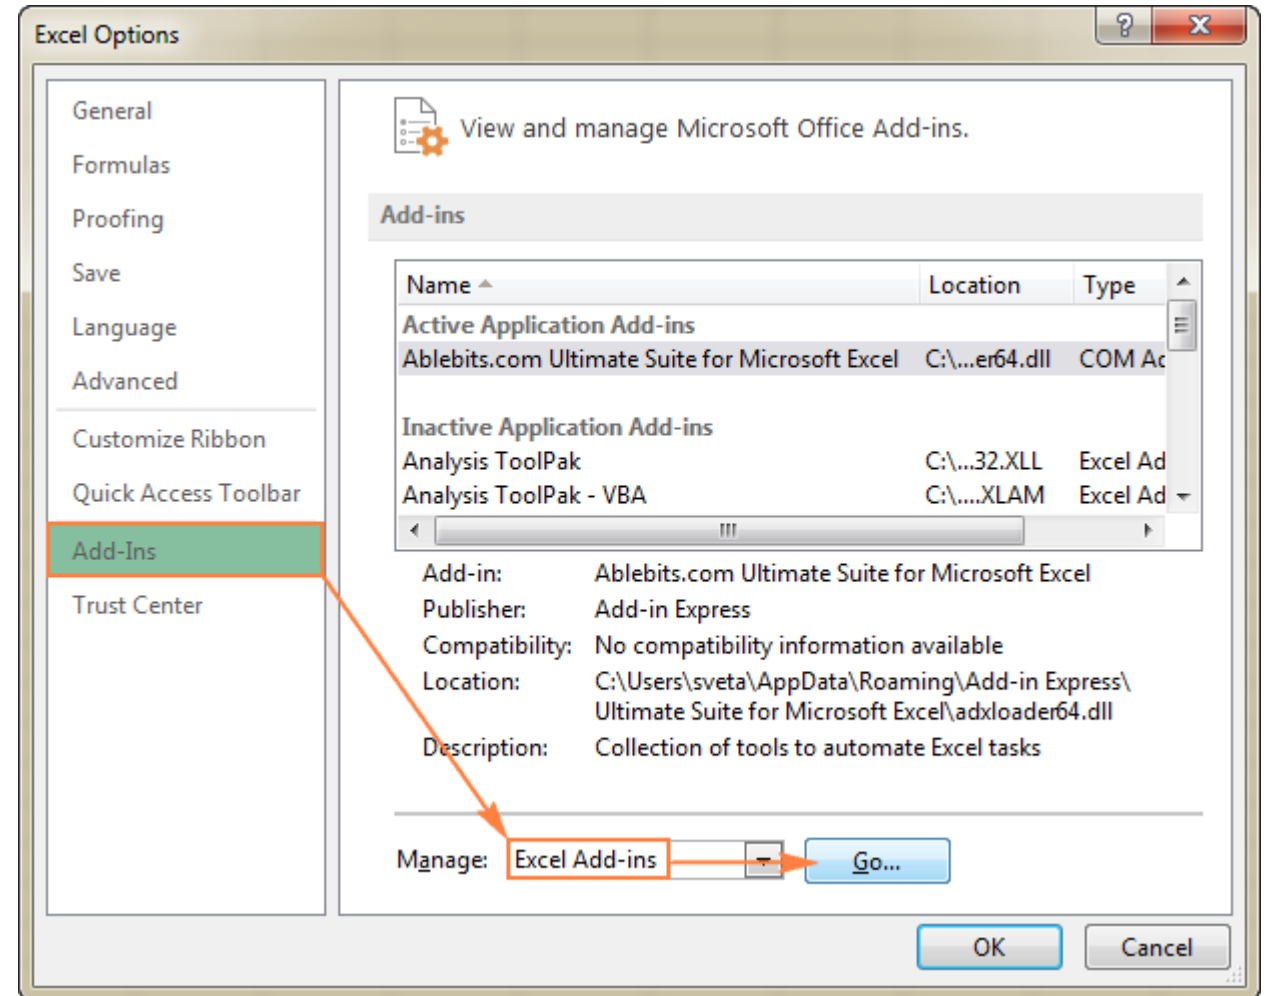 Excel Options
General
Formulas
Proofing
Save
Language
Advanced
Customize Ribbon
Quick Access Toolbar
Add-Ins
Trust Center
View and manage Microsoft Office Add-ins.
Add-ins
Name Location Type
Active Application Add-ins
Ablebits.com Ultimate Suite for Microsoft Excel C:\...er64.dll COM Ac
Inactive Application Add-ins
Analysis ToolPak C:\...32.XLL Excel Ad
Analysis ToolPak - VBA C:\....XLAM Excel Ad
Add-in: Ablebits.com Ultimate Suite for Microsoft Excel
Publisher: Add-in Express
Compatibility: No compatibility information available
Location: C:\Users\sveta\AppData\Roaming\Add-in Express\
Ultimate Suite for Microsoft Excel\adxloader64.dll
Description: Collection of tools to automate Excel tasks
Manage: Excel Add-ins Go...
OK Cancel